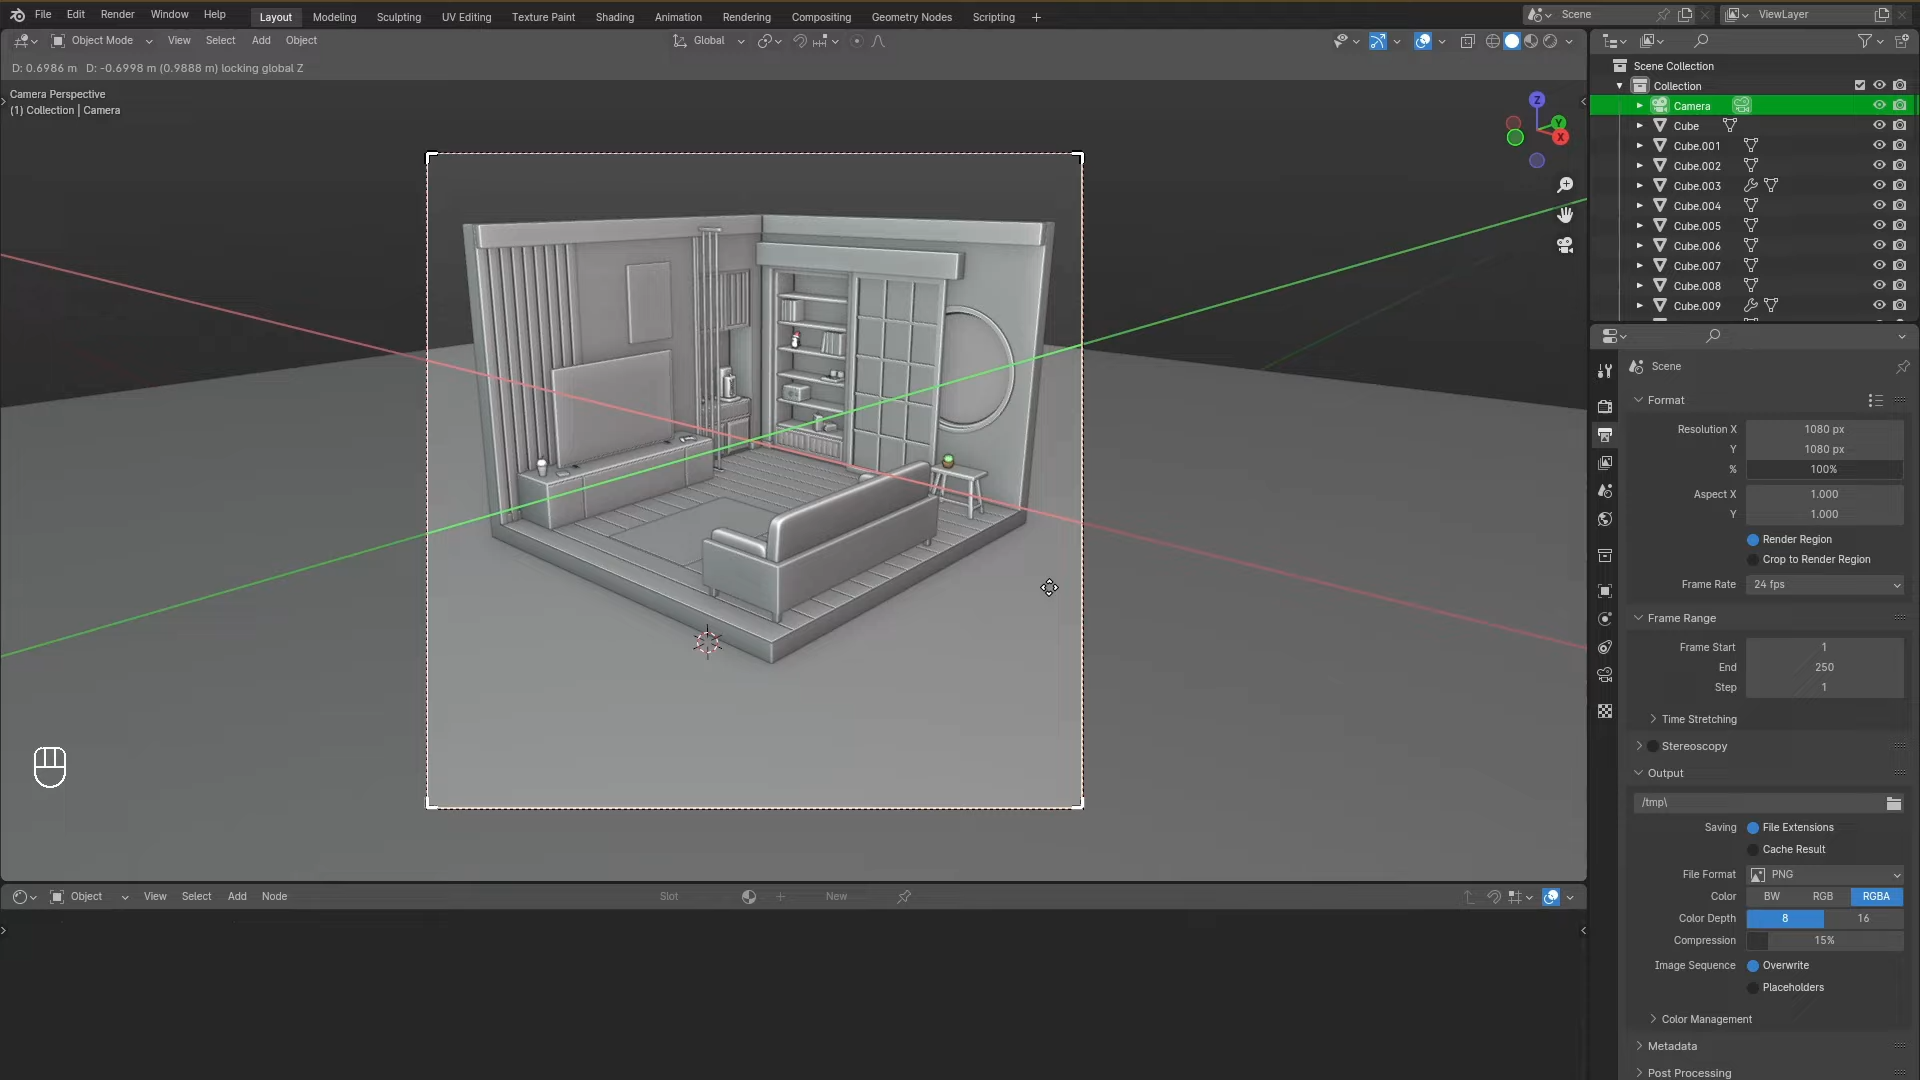 File Edit Render Window Help Layout Modeling Sculpting UV Editing Texture Paint Shading Animation Rendering Compositing Geometry Nodes Scripting + Scene ViewLayer
Object Mode View Select Add Object Global
D: 0.6986 m D: -0.6998 m (0.9888 m) locking global Z
Camera Perspective
(1) Collection | Camera
Z
Y
X
Scene Collection
Collection
Camera
Cube
Cube.001
Cube.002
Cube.003
Cube.004
Cube.005
Cube.006
Cube.007
Cube.008
Cube.009
Scene
Format
Resolution X 1080 px
Y 1080 px
% 100%
Aspect X 1.000
Y 1.000
Render Region
Crop to Render Region
Frame Rate 24 fps
Frame Range
Frame Start 1
End 250
Step 1
Time Stretching
Stereoscopy
Output
/tmp\
Saving File Extensions
Cache Result
File Format PNG
Color BW RGB RGBA
Color Depth 8 16
Compression 15%
Image Sequence Overwrite
Placeholders
Color Management
Metadata
Post Processing
Object View Select Add Node Slot New